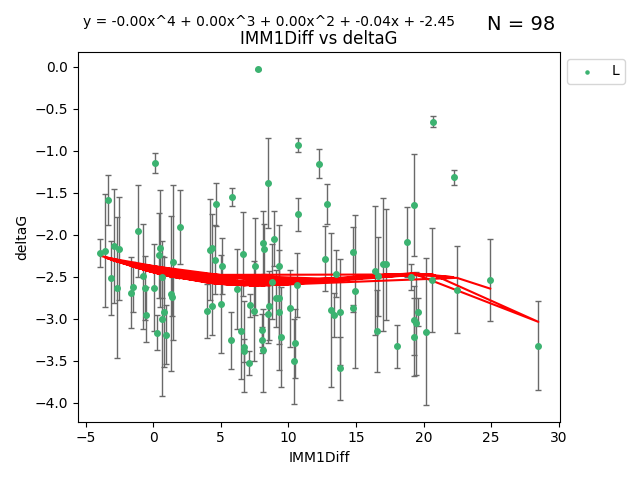 y = -0.00x^4 + 0.00x^3 + 0.00x^2 + -0.04x + -2.45
N = 98
IMM1Diff vs deltaG
L
0.0
−0.5
−1.0
−1.5
−2.0
−2.5
−3.0
−3.5
−4.0
deltaG
−5
0
5
10
15
20
25
30
IMM1Diff